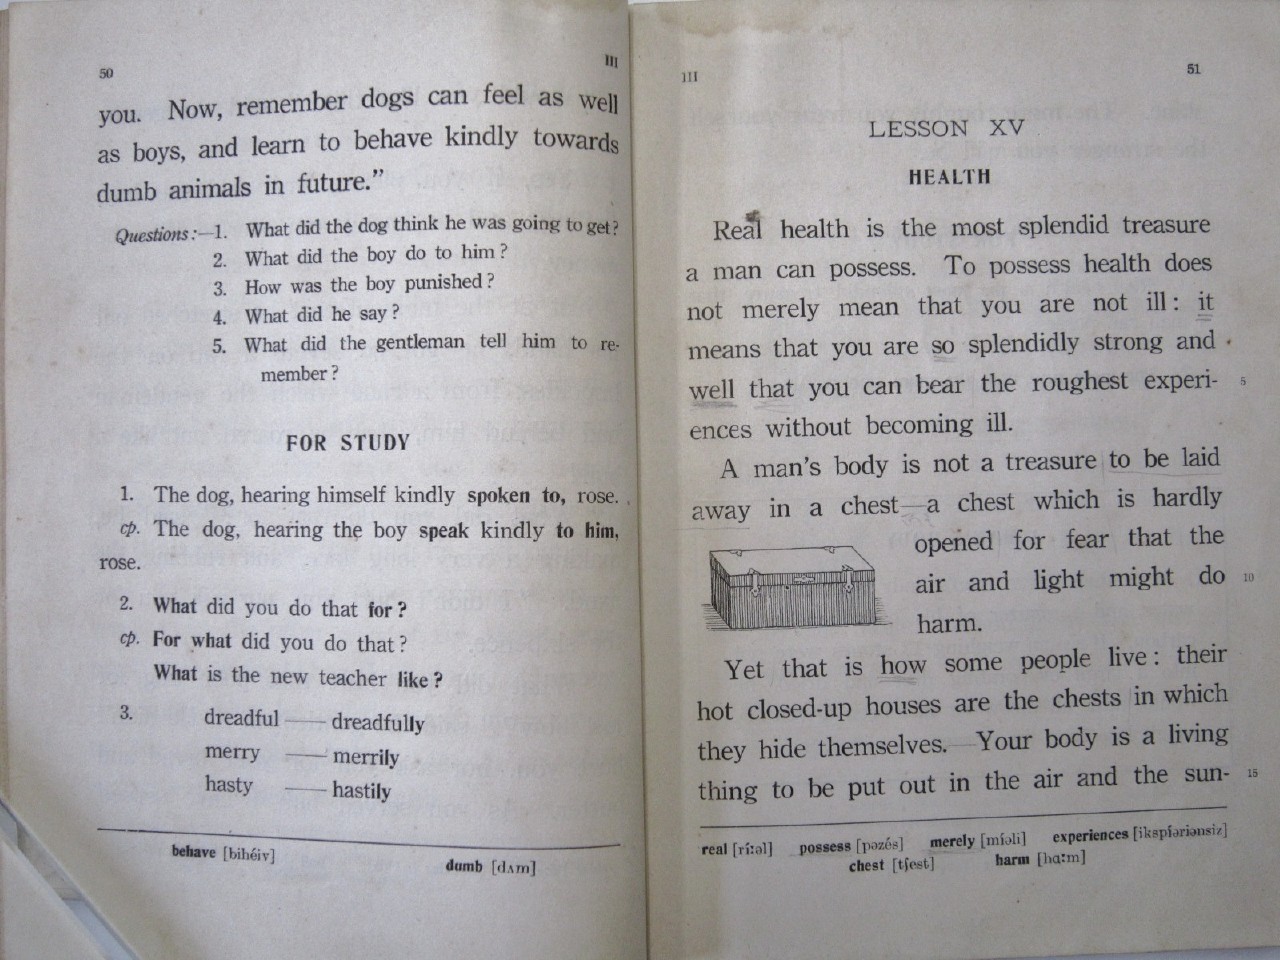 50
III
you. Now, remember dogs can feel as well
as boys, and learn to behave kindly towards
dumb animals in future.”
Questions:—1. What did the dog think he was going to get?
2. What did the boy do to him?
3. How was the boy punished?
4. What did he say?
5. What did the gentleman tell him to re-
member?
FOR STUDY
1. The dog, hearing himself kindly spoken to, rose.
cp. The dog, hearing the boy speak kindly to him,
rose.
2. What did you do that for?
cp. For what did you do that?
What is the new teacher like?
3. dreadful — dreadfully
merry — merrily
hasty — hastily
behave [bihéiv]
dumb [dʌm]
III
51
LESSON XV
HEALTH
Real health is the most splendid treasure
a man can possess. To possess health does
not merely mean that you are not ill: it
means that you are so splendidly strong and
well that you can bear the roughest experi- 5
ences without becoming ill.
A man's body is not a treasure to be laid
away in a chest—a chest which is hardly
opened for fear that the
air and light might do 10
harm.
Yet that is how some people live: their
hot closed-up houses are the chests in which
they hide themselves. Your body is a living
thing to be put out in the air and the sun- 15
real [ríːəl] possess [pəzés] merely [míəli] experiences [ikspíəriənsiz]
chest [tʃest] harm [hɑːm]